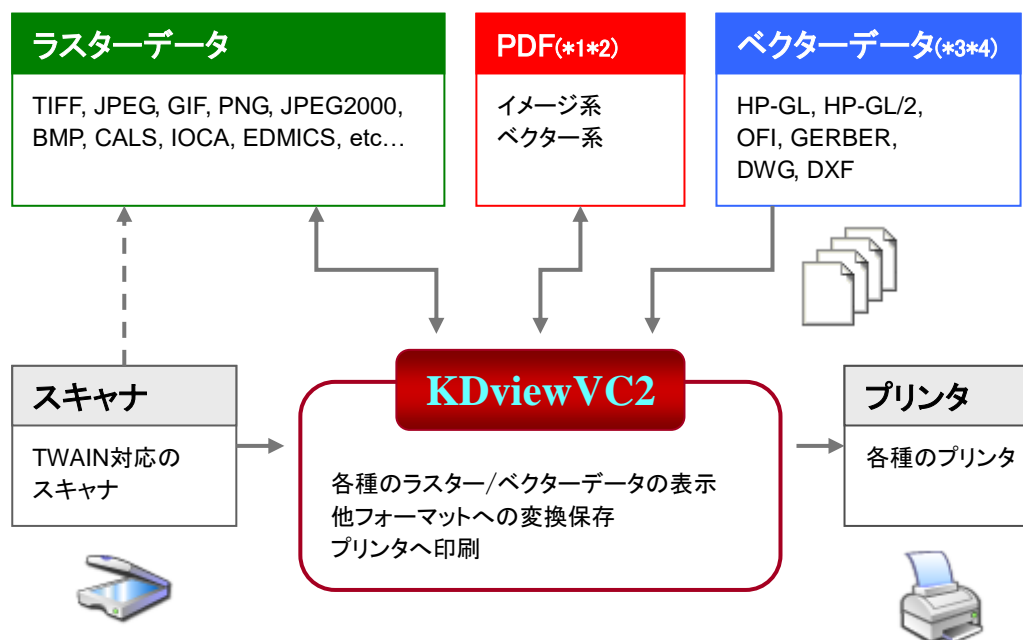 ラスターデータ
TIFF, JPEG, GIF, PNG, JPEG2000,
BMP, CALS, IOCA, EDMICS, etc…
PDF(*1*2)
イメージ系
ベクター系
ベクターデータ(*3*4)
HP-GL, HP-GL/2,
OFI, GERBER,
DWG, DXF
スキャナ
TWAIN対応の
スキャナ
KDviewVC2
各種のラスター/ベクターデータの表示
他フォーマットへの変換保存
プリンタへ印刷
プリンタ
各種のプリンタ